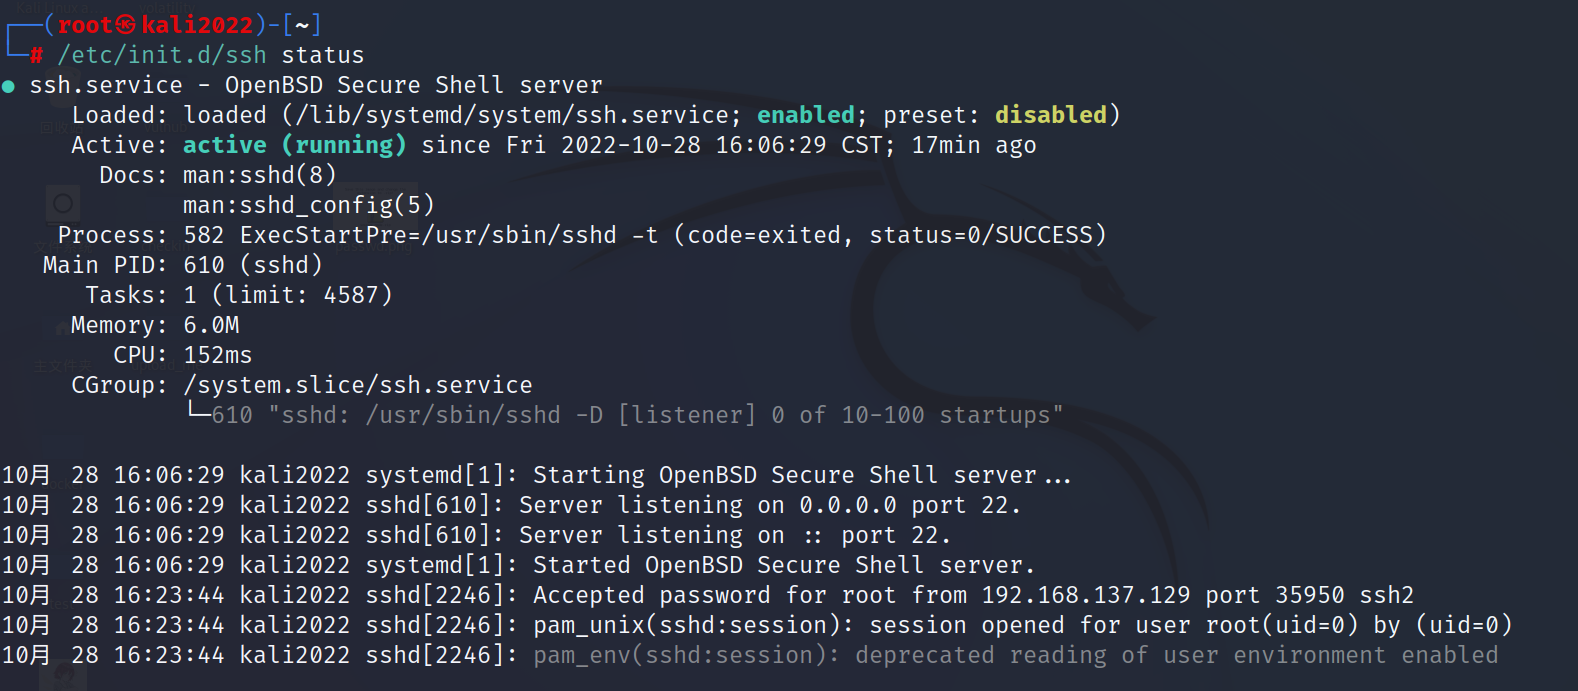 ┌──(root㉿kali2022)-[~]
└─# /etc/init.d/ssh status
● ssh.service - OpenBSD Secure Shell server
     Loaded: loaded (/lib/systemd/system/ssh.service; enabled; preset: disabled)
     Active: active (running) since Fri 2022-10-28 16:06:29 CST; 17min ago
       Docs: man:sshd(8)
             man:sshd_config(5)
    Process: 582 ExecStartPre=/usr/sbin/sshd -t (code=exited, status=0/SUCCESS)
   Main PID: 610 (sshd)
      Tasks: 1 (limit: 4587)
     Memory: 6.0M
        CPU: 152ms
     CGroup: /system.slice/ssh.service
             └─610 "sshd: /usr/sbin/sshd -D [listener] 0 of 10-100 startups"
10月 28 16:06:29 kali2022 systemd[1]: Starting OpenBSD Secure Shell server...
10月 28 16:06:29 kali2022 sshd[610]: Server listening on 0.0.0.0 port 22.
10月 28 16:06:29 kali2022 sshd[610]: Server listening on :: port 22.
10月 28 16:06:29 kali2022 systemd[1]: Started OpenBSD Secure Shell server.
10月 28 16:23:44 kali2022 sshd[2246]: Accepted password for root from 192.168.137.129 port 35950 ssh2
10月 28 16:23:44 kali2022 sshd[2246]: pam_unix(sshd:session): session opened for user root(uid=0) by (uid=0)
10月 28 16:23:44 kali2022 sshd[2246]: pam_env(sshd:session): deprecated reading of user environment enabled